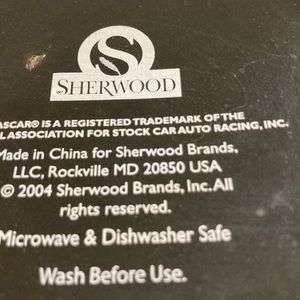 S
SHERWOOD
ASCAR® IS A REGISTERED TRADEMARK OF THE
L ASSOCIATION FOR STOCK CAR AUTO RACING, INC.
Made in China for Sherwood Brands,
LLC, Rockville MD 20850 USA
© 2004 Sherwood Brands, Inc. All
rights reserved.
Microwave & Dishwasher Safe
Wash Before Use.